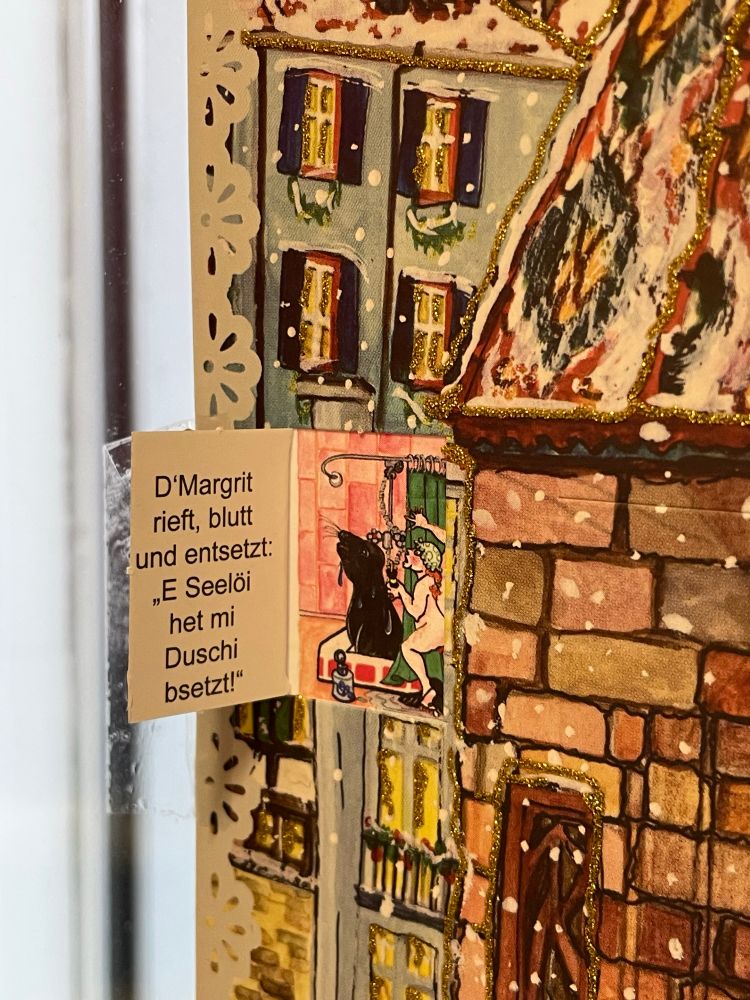 D'Margrit
rieft, blutt
und entsetzt:
„E Seelöi
het mi
Duschi
bsetzt!“